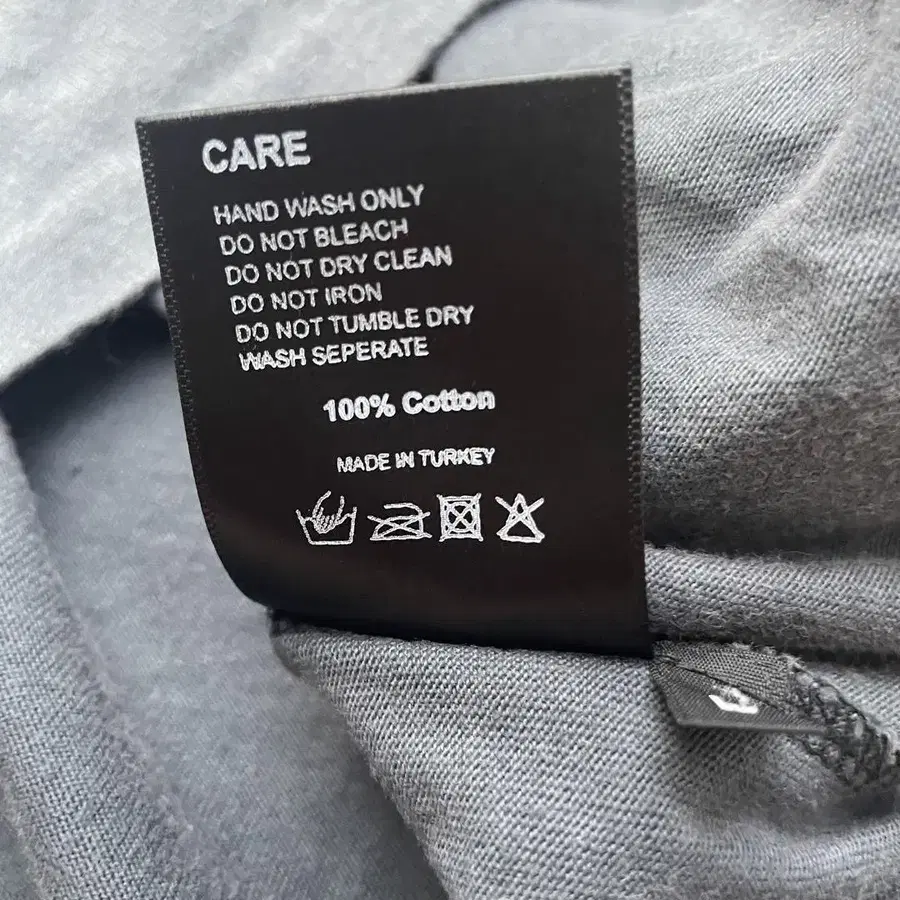 CARE
HAND WASH ONLY
DO NOT BLEACH
DO NOT DRY CLEAN
DO NOT IRON
DO NOT TUMBLE DRY
WASH SEPERATE
100% Cotton
MADE IN TURKEY